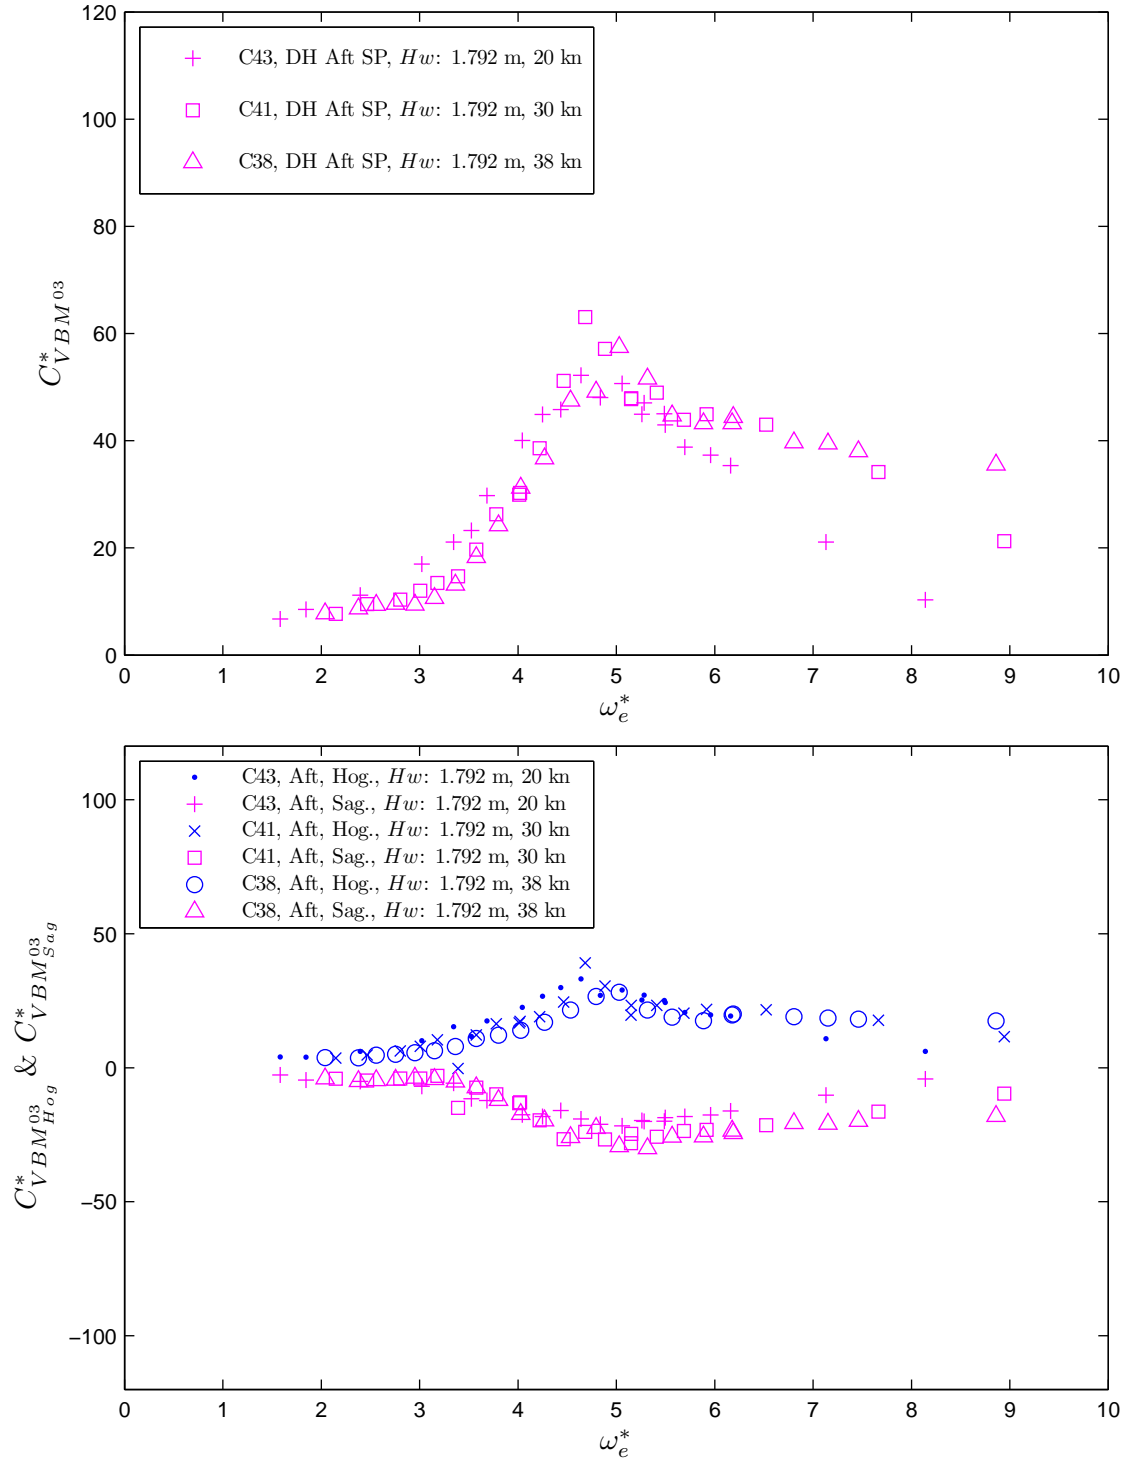 120
100
80
60
40
20
0
C*VBM03
C43, DH Aft SP, Hw: 1.792 m, 20 kn
C41, DH Aft SP, Hw: 1.792 m, 30 kn
C38, DH Aft SP, Hw: 1.792 m, 38 kn
0 1 2 3 4 5 6 7 8 9 10
ω*e
100
50
0
−50
−100
C*VBM03Hog & C*VBM03Sag
C43, Aft, Hog., Hw: 1.792 m, 20 kn
C43, Aft, Sag., Hw: 1.792 m, 20 kn
C41, Aft, Hog., Hw: 1.792 m, 30 kn
C41, Aft, Sag., Hw: 1.792 m, 30 kn
C38, Aft, Hog., Hw: 1.792 m, 38 kn
C38, Aft, Sag., Hw: 1.792 m, 38 kn
0 1 2 3 4 5 6 7 8 9 10
ω*e